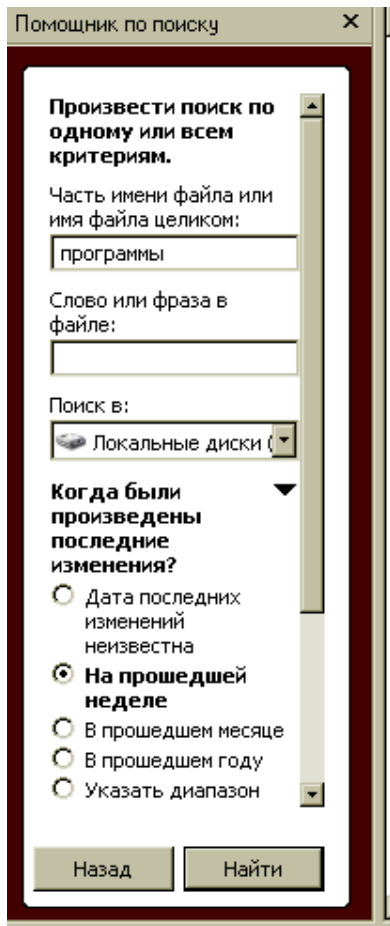 Помощник по поиску
Произвести поиск по
одному или всем
критериям.
Часть имени файла или
имя файла целиком:
программы
Слово или фраза в
файле:
Поиск в:
Локальные диски (
Когда были
произведены
последние
изменения?
Дата последних
изменений
неизвестна
На прошедшей
неделе
В прошедшем месяце
В прошедшем году
Указать диапазон
Назад
Найти